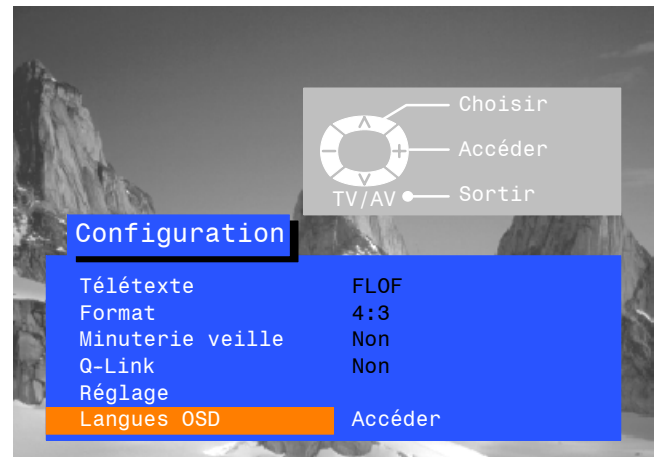 Choisir
Accéder
TV/AV Sortir
Configuration
Télétexte FLOF
Format 4:3
Minuterie veille Non
Q-Link Non
Réglage
Langues OSD Accéder